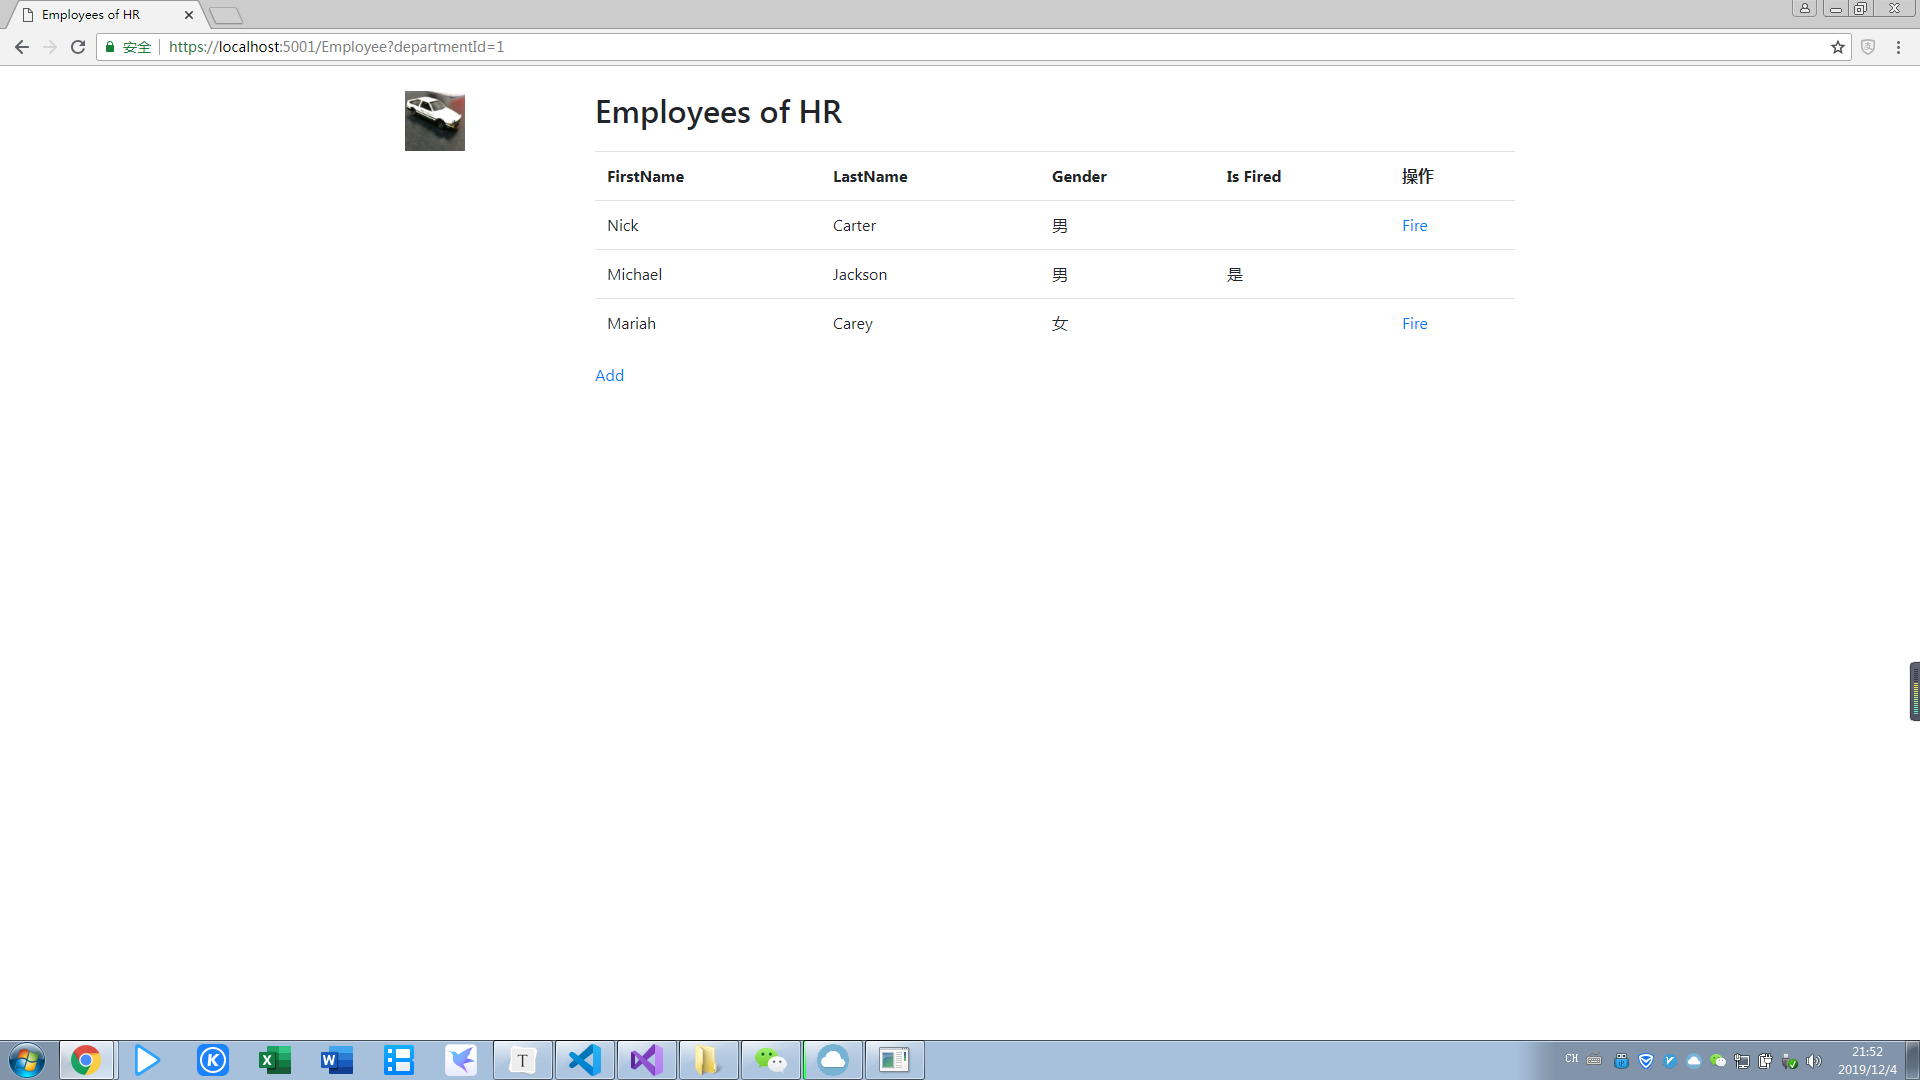 Employees of HR
安全 https://localhost:5001/Employee?departmentId=1
Employees of HR
FirstName LastName Gender Is Fired 操作
Nick Carter 男 Fire
Michael Jackson 男 是
Mariah Carey 女 Fire
Add
CH 21:52
2019/12/4